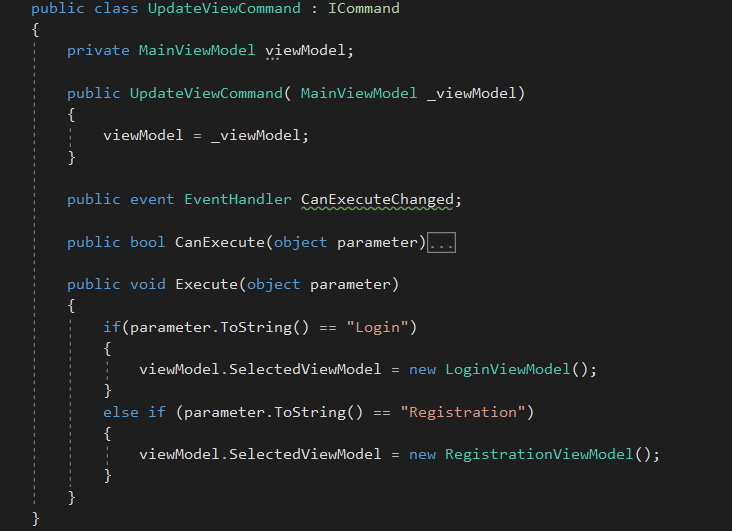 public class UpdateViewCommand : ICommand
{
private MainViewModel viewModel;
public UpdateViewCommand( MainViewModel _viewModel)
{
viewModel = _viewModel;
}
public event EventHandler CanExecuteChanged;
public bool CanExecute(object parameter)...
public void Execute(object parameter)
{
if(parameter.ToString() == "Login")
{
viewModel.SelectedViewModel = new LoginViewModel();
}
else if (parameter.ToString() == "Registration")
{
viewModel.SelectedViewModel = new RegistrationViewModel();
}
}
}